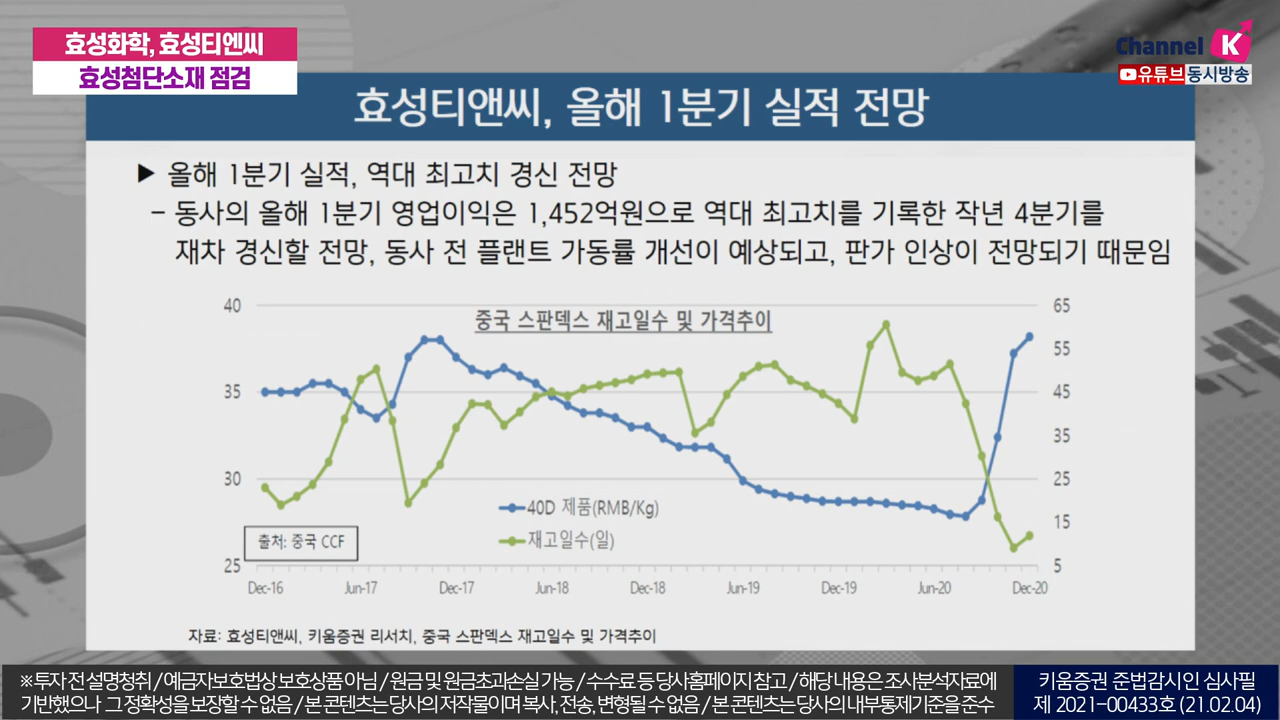 효성화학, 효성티엔씨
효성첨단소재 점검
Channel K
유튜브동시방송
효성티앤씨, 올해 1분기 실적 전망
▶ 올해 1분기 실적, 역대 최고치 경신 전망
– 동사의 올해 1분기 영업이익은 1,452억원으로 역대 최고치를 기록한 작년 4분기를
재차 경신할 전망, 동사 전 플랜트 가동률 개선이 예상되고, 판가 인상이 전망되기 때문임
중국 스판덱스 재고일수 및 가격추이
40
35
30
25
65
55
45
35
25
15
5
40D 제품(RMB/Kg)
재고일수(일)
출처: 중국 CCF
Dec-16 Jun-17 Dec-17 Jun-18 Dec-18 Jun-19 Dec-19 Jun-20 Dec-20
자료: 효성티앤씨, 키움증권 리서치, 중국 스판덱스 재고일수 및 가격추이
※투자 전 설명청취 / 예금자보호법상 보호상품 아님 / 원금 및 원금초과손실 가능 / 수수료 등 당사홈페이지 참고 / 해당 내용은 조사분석자료에
기반했으나 그 정확성을 보장할 수 없음 / 본 콘텐츠는 당사의 저작물이며 복사, 전송, 변형될 수 없음 / 본 콘텐츠는 당사의 내부통제기준을 준수
키움증권 준법감시인 심사필
제 2021-00433호 (21.02.04)